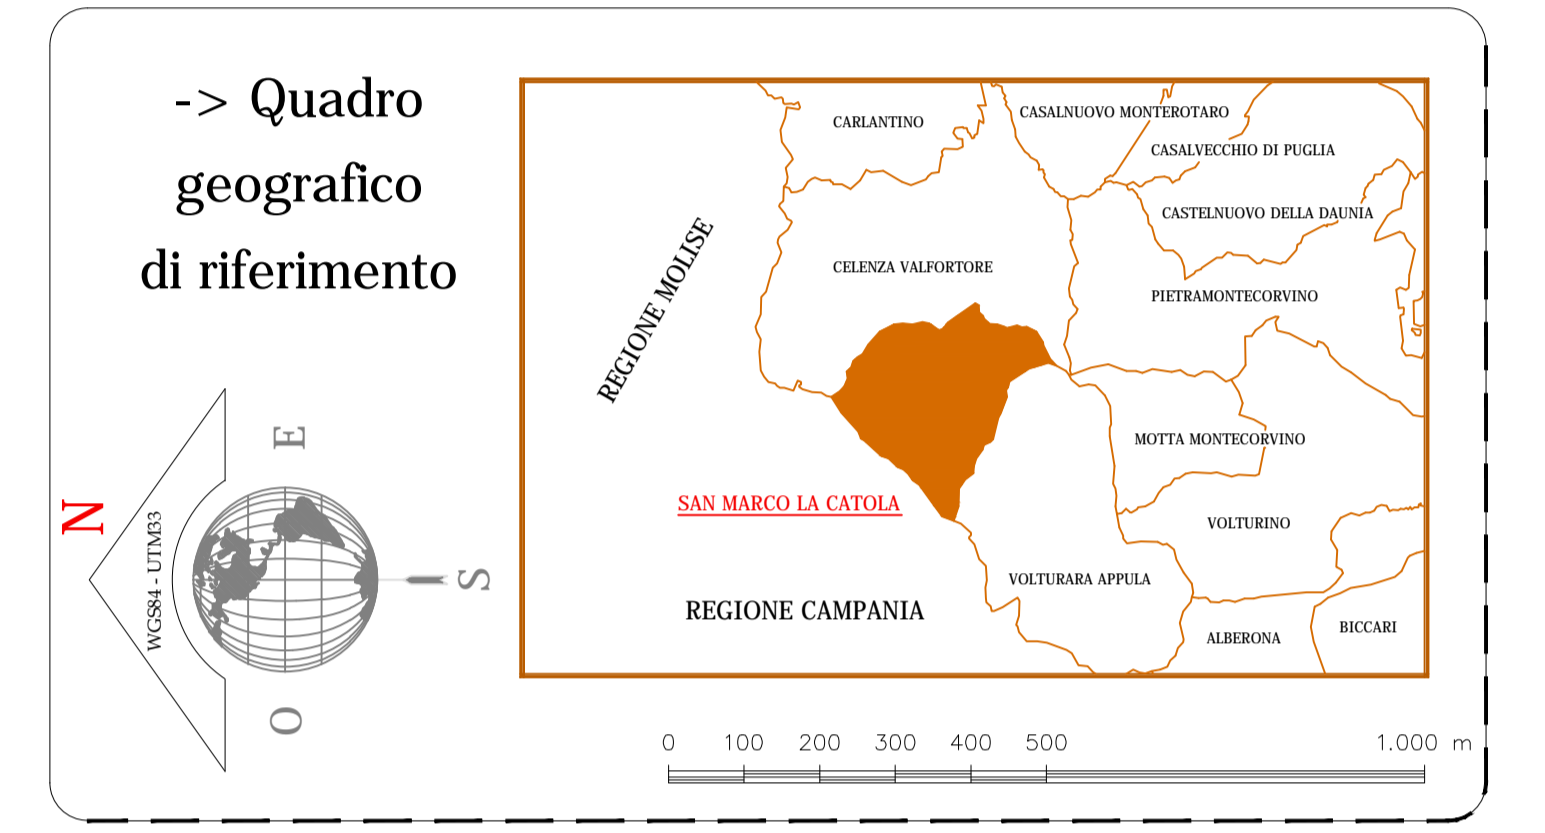 -> Quadro
geografico
di riferimento
N
E
S
O
WGS84 - UTM33
CARLANTINO
CASALNUOVO MONTEROTARO
CASALVECCHIO DI PUGLIA
CASTELNUOVO DELLA DAUNIA
REGIONE MOLISE
CELENZA VALFORTORE
PIETRAMONTECORVINO
MOTTA MONTECORVINO
SAN MARCO LA CATOLA
VOLTURINO
VOLTURARA APPULA
REGIONE CAMPANIA
ALBERONA
BICCARI
0 100 200 300 400 500 1.000 m